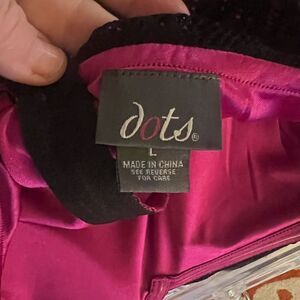 dots®
L
MADE IN CHINA
SEE REVERSE
FOR CARE